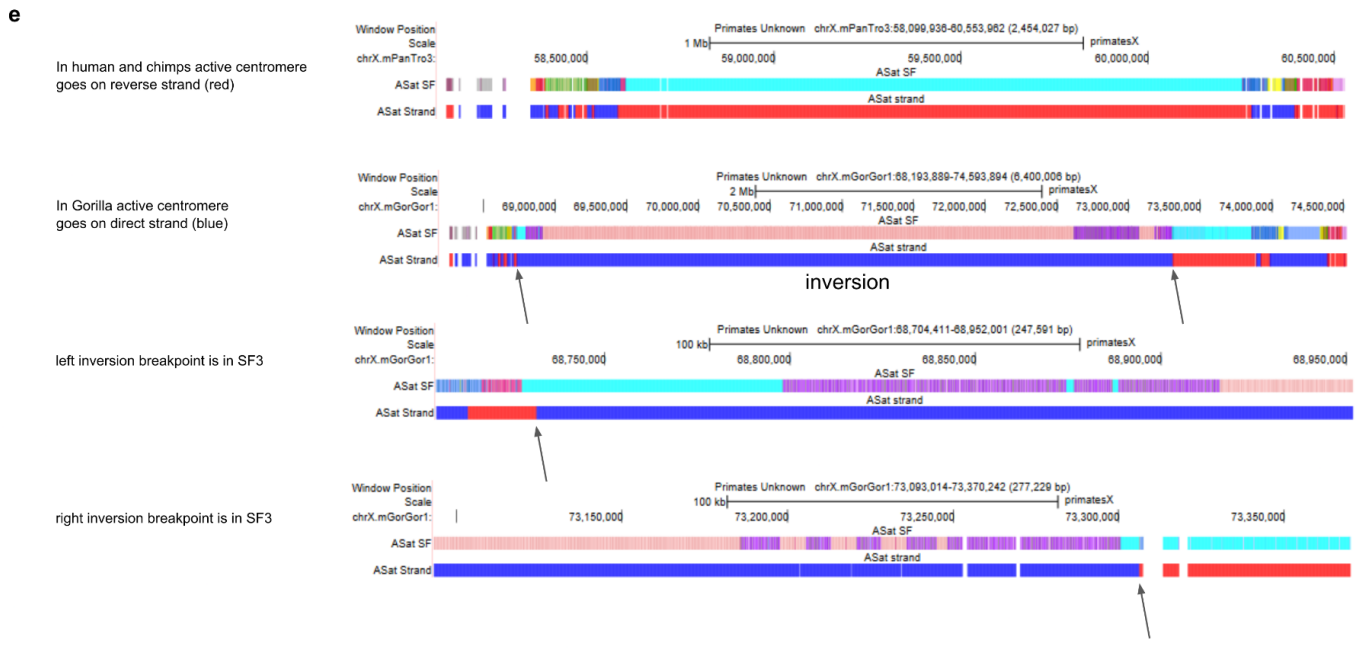 e
Window Position Primates Unknown chrX.mPanTro3:58,099,936-60,553,962 (2,454,027 bp)
Scale 1 Mb primatesX
chrX.mPanTro3: 58,500,000 59,000,000 59,500,000 60,000,000 60,500,000
In human and chimps active centromere
goes on reverse strand (red)
ASat SF
ASat SF
ASat strand
ASat Strand
Window Position Primates Unknown chrX.mGorGor1:68,193,889-74,593,894 (6,400,006 bp)
Scale 2 Mb primatesX
chrX.mGorGor1: 69,000,000 69,500,000 70,000,000 70,500,000 71,000,000 71,500,000 72,000,000 72,500,000 73,000,000 73,500,000 74,000,000 74,500,000
In Gorilla active centromere
goes on direct strand (blue)
ASat SF
ASat SF
ASat strand
ASat Strand
inversion
Window Position Primates Unknown chrX.mGorGor1:68,704,411-68,952,001 (247,591 bp)
Scale 100 kb primatesX
left inversion breakpoint is in SF3
chrX.mGorGor1: 68,750,000 68,800,000 68,850,000 68,900,000 68,950,000
ASat SF
ASat SF
ASat strand
ASat Strand
Window Position Primates Unknown chrX.mGorGor1:73,093,014-73,370,242 (277,229 bp)
Scale 100 kb primatesX
right inversion breakpoint is in SF3
chrX.mGorGor1: 73,150,000 73,200,000 73,250,000 73,300,000 73,350,000
ASat SF
ASat SF
ASat strand
ASat Strand